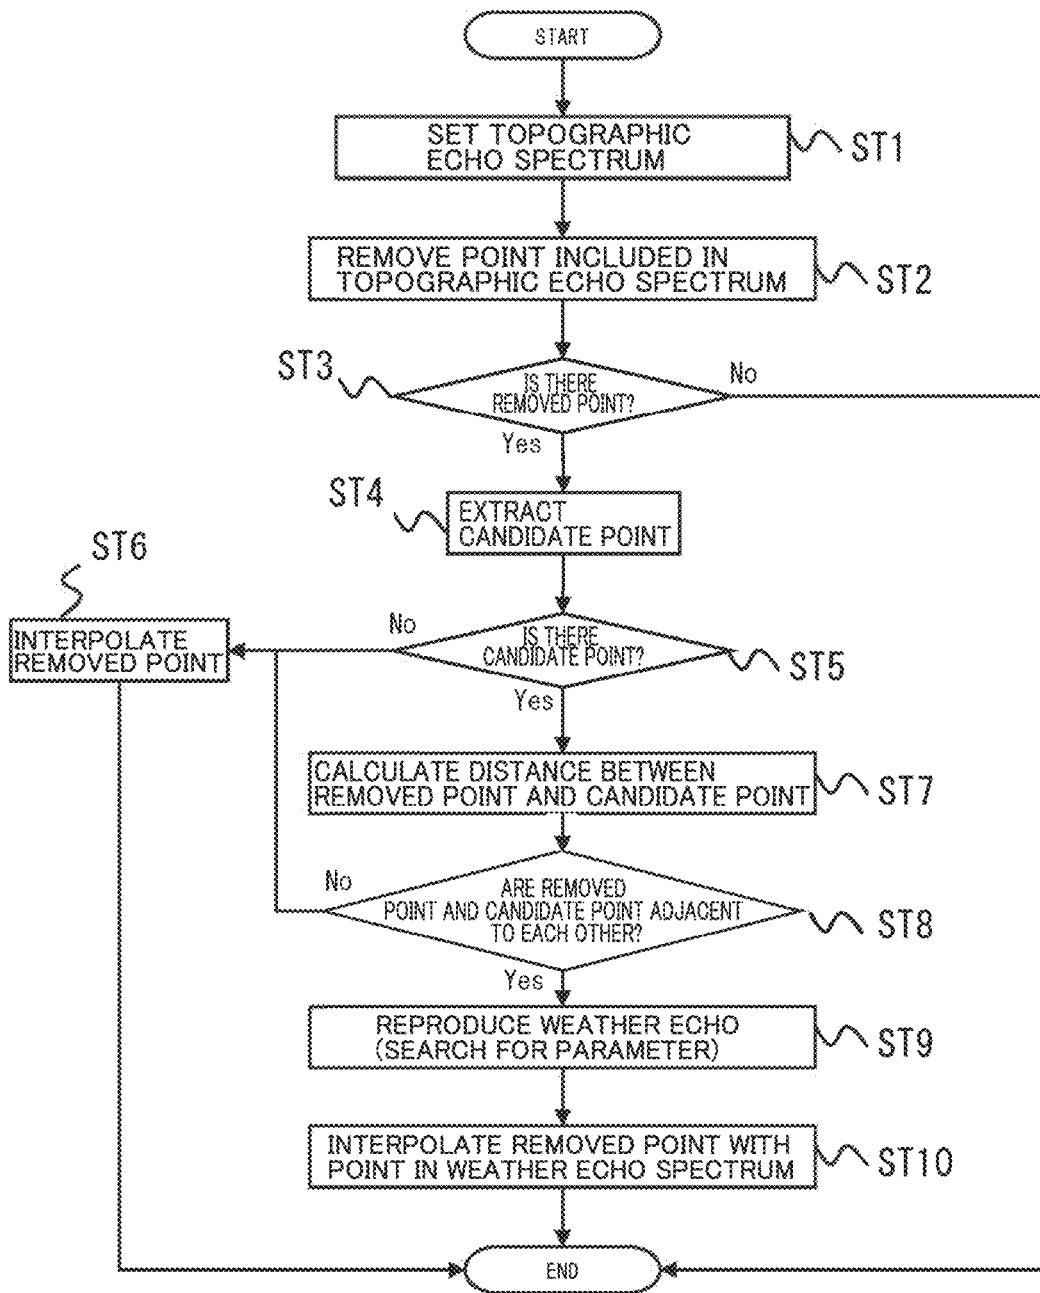 START
SET TOPOGRAPHIC
ECHO SPECTRUM
ST1
REMOVE POINT INCLUDED IN
TOPOGRAPHIC ECHO SPECTRUM
ST2
ST3
IS THERE
REMOVED POINT?
No
Yes
ST4
EXTRACT
CANDIDATE POINT
ST6
INTERPOLATE
REMOVED POINT
No
IS THERE
CANDIDATE POINT?
ST5
Yes
CALCULATE DISTANCE BETWEEN
REMOVED POINT AND CANDIDATE POINT
ST7
No
ARE REMOVED
POINT AND CANDIDATE POINT ADJACENT
TO EACH OTHER?
ST8
Yes
REPRODUCE WEATHER ECHO
(SEARCH FOR PARAMETER)
ST9
INTERPOLATE REMOVED POINT WITH
POINT IN WEATHER ECHO SPECTRUM
ST10
END